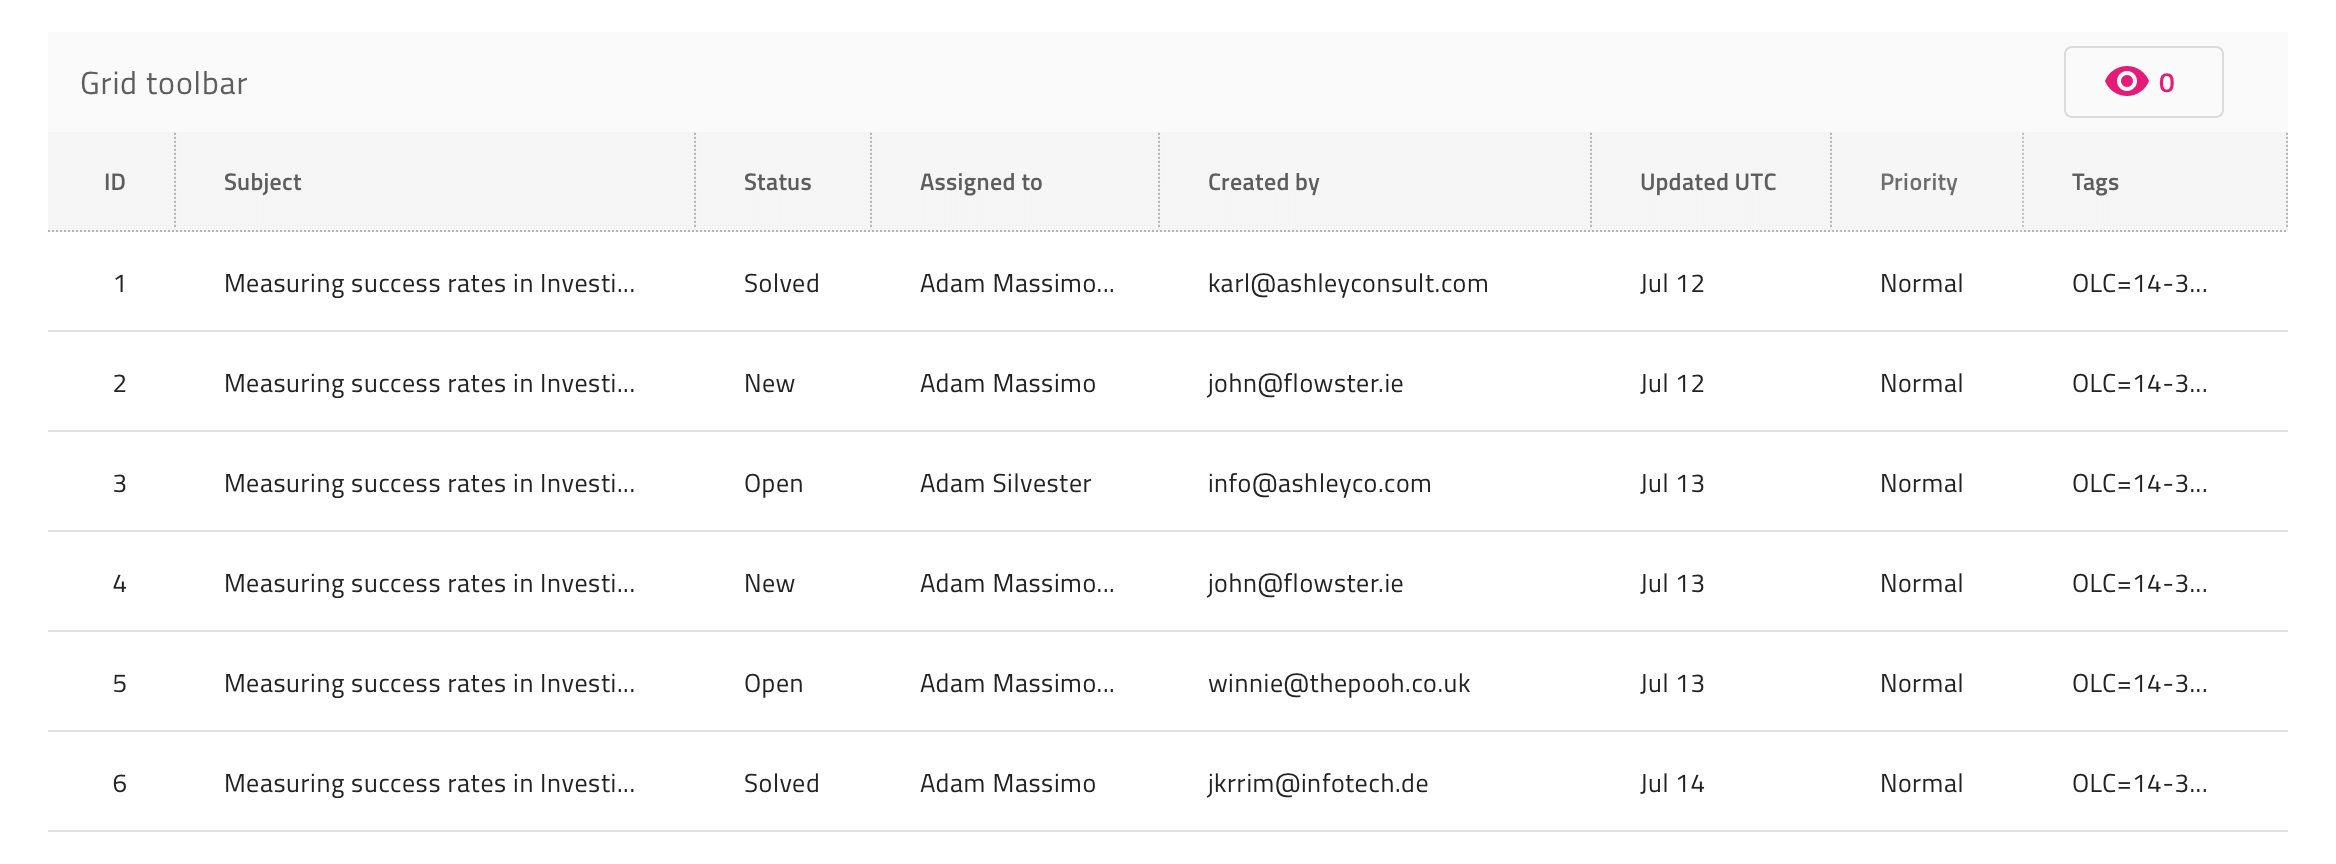 Grid toolbar 0
ID Subject Status Assigned to Created by Updated UTC Priority Tags
1 Measuring success rates in Investi... Solved Adam Massimo... karl@ashleyconsult.com Jul 12 Normal OLC=14-3...
2 Measuring success rates in Investi... New Adam Massimo john@flowster.ie Jul 12 Normal OLC=14-3...
3 Measuring success rates in Investi... Open Adam Silvester info@ashleyco.com Jul 13 Normal OLC=14-3...
4 Measuring success rates in Investi... New Adam Massimo... john@flowster.ie Jul 13 Normal OLC=14-3...
5 Measuring success rates in Investi... Open Adam Massimo... winnie@thepooh.co.uk Jul 13 Normal OLC=14-3...
6 Measuring success rates in Investi... Solved Adam Massimo jkrrim@infotech.de Jul 14 Normal OLC=14-3...